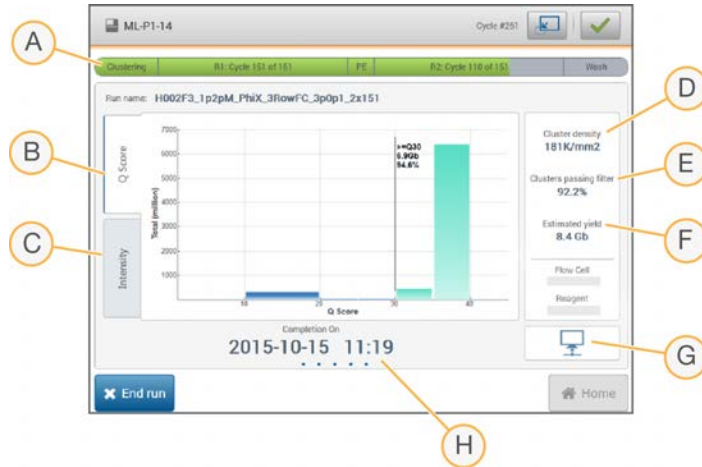 ML-P1-14
Cycle #251
A
Clustering R1: Cycle 151 of 151 PE R2: Cycle 110 of 151 Wash
Run name: H002F3_1p2pM_PhiX_3RowFC_3p0p1_2x151
B
Q Score
C
Intensity
Total (million)
7000
6000
5000
4000
3000
2000
1000
>=Q30
6.9Gb
94.6%
10 20 30 40
Q Score
D
Cluster density
181K/mm2
E
Clusters passing filter
92.2%
F
Estimated yield
8.4 Gb
Flow Cell
Reagent
G
Completion On
2015-10-15 11:19
H
End run
Home